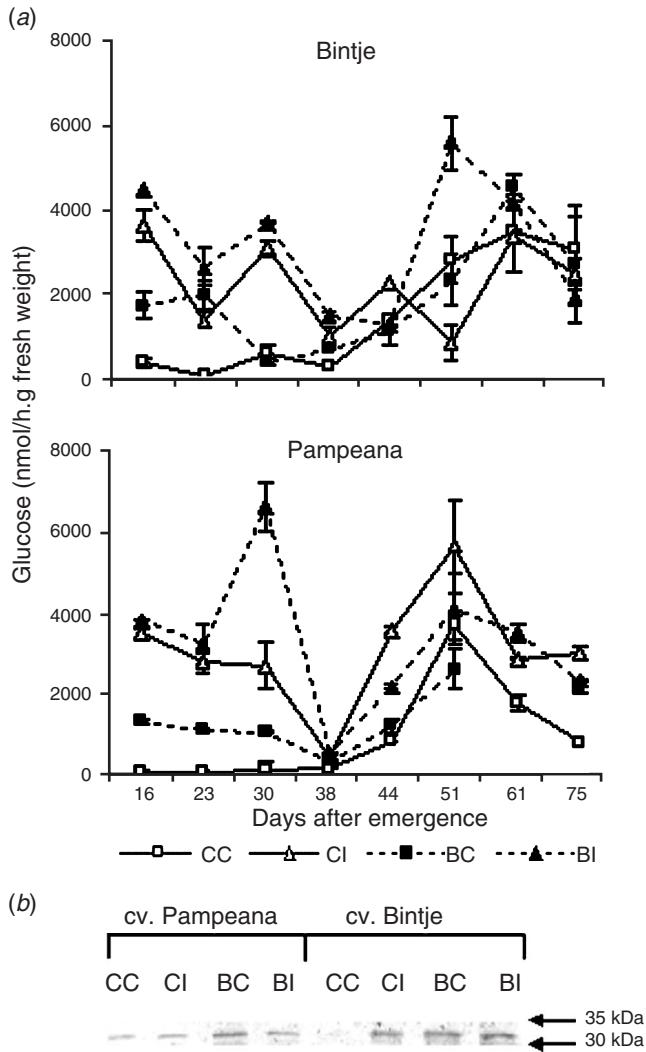 (a)
Bintje
8000
6000
4000
2000
0
Glucose (nmol/h.g fresh weight)
Pampeana
8000
6000
4000
2000
0
16 23 30 38 44 51 61 75
Days after emergence
CC CI BC BI
(b)
cv. Pampeana cv. Bintje
CC CI BC BI CC CI BC BI
35 kDa
30 kDa